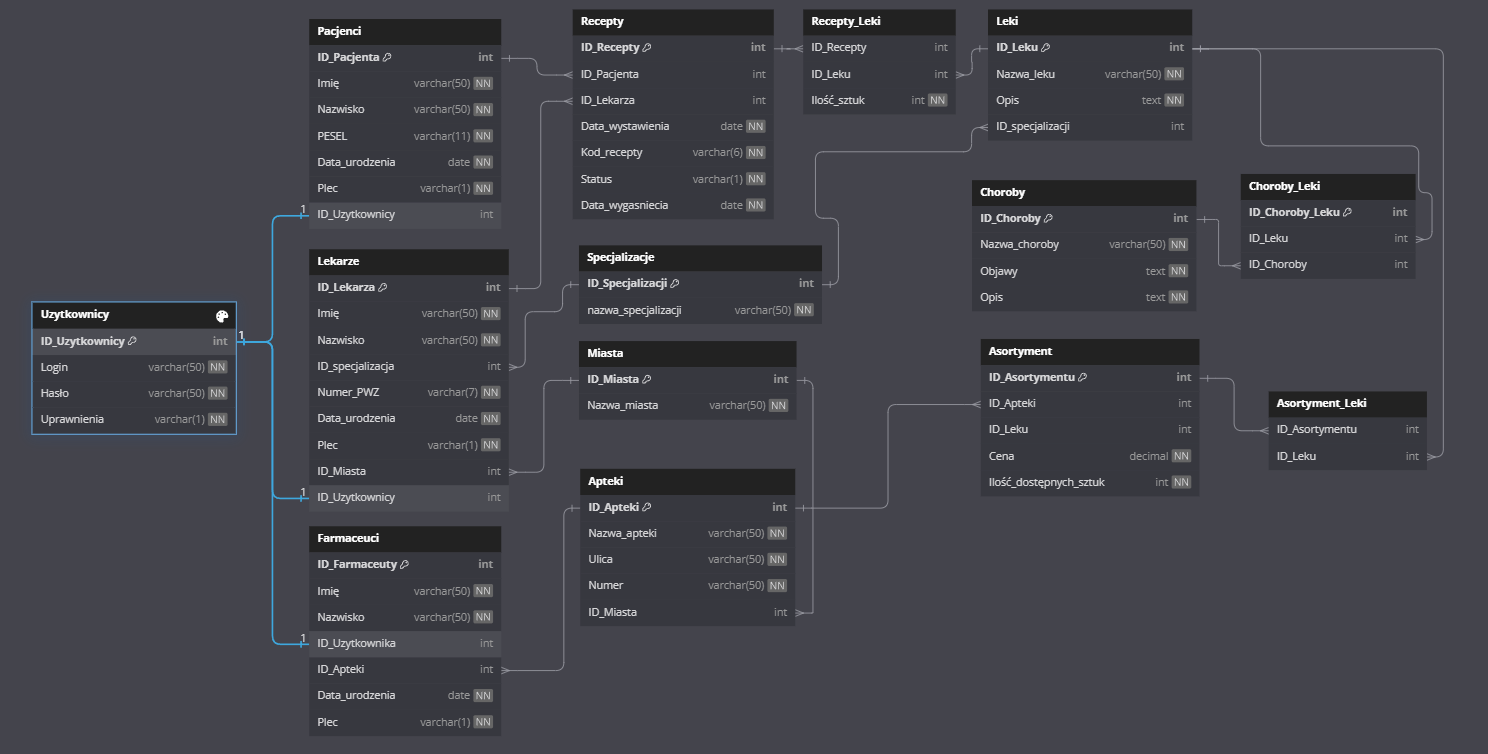 Pacjenci
ID_Pacjenta int
Imię varchar(50) NN
Nazwisko varchar(50) NN
PESEL varchar(11) NN
Data_urodzenia date NN
Plec varchar(1) NN
1 ID_Uzytkownicy int
Lekarze
ID_Lekarza int
Imię varchar(50) NN
Nazwisko varchar(50) NN
ID_specjalizacja int
Numer_PWZ varchar(7) NN
Data_urodzenia date NN
Plec varchar(1) NN
ID_Miasta int
1 ID_Uzytkownicy int
Uzytkownicy
ID_Uzytkownicy int 1
Login varchar(50) NN
Hasło varchar(50) NN
Uprawnienia varchar(1) NN
Farmaceuci
ID_Farmaceuty int
Imię varchar(50) NN
Nazwisko varchar(50) NN
1 ID_Uzytkownika int
ID_Apteki int
Data_urodzenia date NN
Plec varchar(1) NN
Recepty
ID_Recepty int
ID_Pacjenta int
ID_Lekarza int
Data_wystawienia date NN
Kod_recepty varchar(6) NN
Status varchar(1) NN
Data_wygasniecia date NN
Specjalizacje
ID_Specjalizacji int
nazwa_specjalizacji varchar(50) NN
Miasta
ID_Miasta int
Nazwa_miasta varchar(50) NN
Apteki
ID_Apteki int
Nazwa_apteki varchar(50) NN
Ulica varchar(50) NN
Numer varchar(50) NN
ID_Miasta int
Recepty_Leki
ID_Recepty int
ID_Leku int
Ilość_sztuk int NN
Leki
ID_Leku int
Nazwa_leku varchar(50) NN
Opis text NN
ID_specjalizacji int
Choroby
ID_Choroby int
Nazwa_choroby varchar(50) NN
Objawy text NN
Opis text NN
Choroby_Leki
ID_Choroby_Leku int
ID_Leku int
ID_Choroby int
Asortyment
ID_Asortymentu int
ID_Apteki int
ID_Leku int
Cena decimal NN
Ilość_dostępnych_sztuk int NN
Asortyment_Leki
ID_Asortymentu int
ID_Leku int